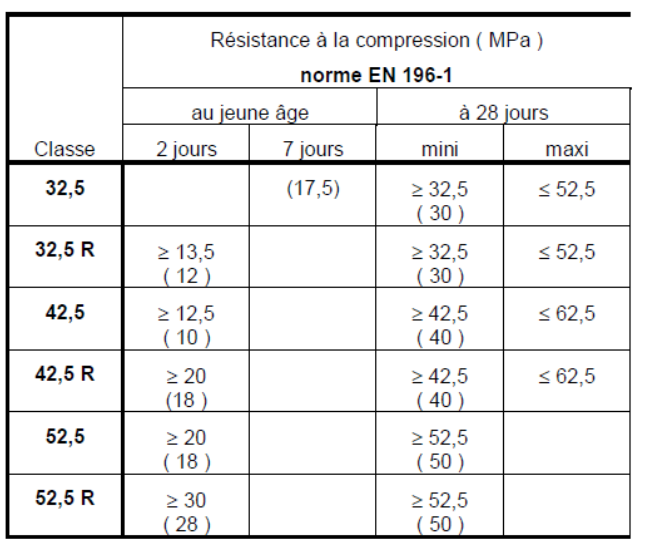 Résistance à la compression ( MPa )
norme EN 196-1
au jeune âge à 28 jours
Classe 2 jours 7 jours mini maxi
32,5 (17,5) ≥ 32,5 ≤ 52,5
( 30 )
32,5 R ≥ 13,5 ≥ 32,5 ≤ 52,5
( 12 ) ( 30 )
42,5 ≥ 12,5 ≥ 42,5 ≤ 62,5
( 10 ) ( 40 )
42,5 R ≥ 20 ≥ 42,5 ≤ 62,5
(18 ) ( 40 )
52,5 ≥ 20 ≥ 52,5
( 18 ) ( 50 )
52,5 R ≥ 30 ≥ 52,5
( 28 ) ( 50 )